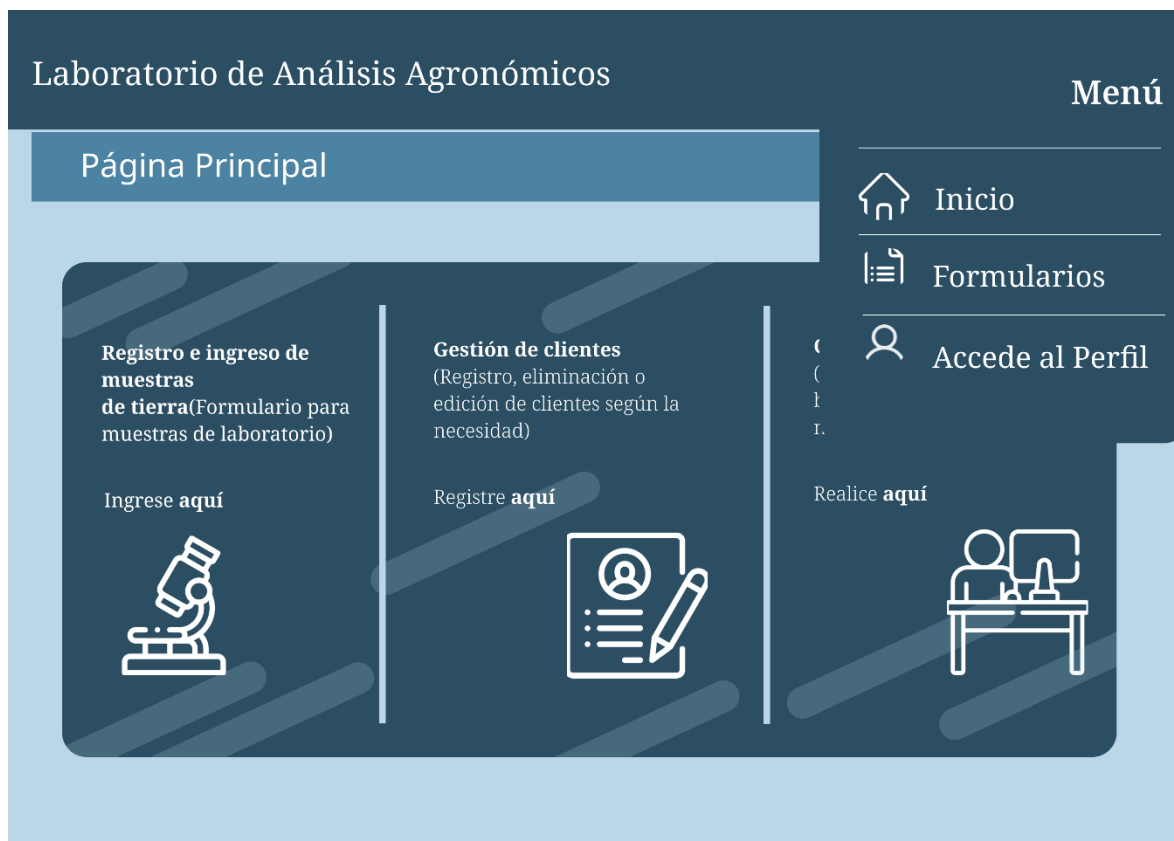 Laboratorio de Análisis Agronómicos
Menú
Página Principal
Inicio
Formularios
Accede al Perfil
Registro e ingreso de
muestras
de tierra(Formulario para
muestras de laboratorio)
Ingrese aquí
Gestión de clientes
(Registro, eliminación o
edición de clientes según la
necesidad)
Registre aquí
Realice aquí